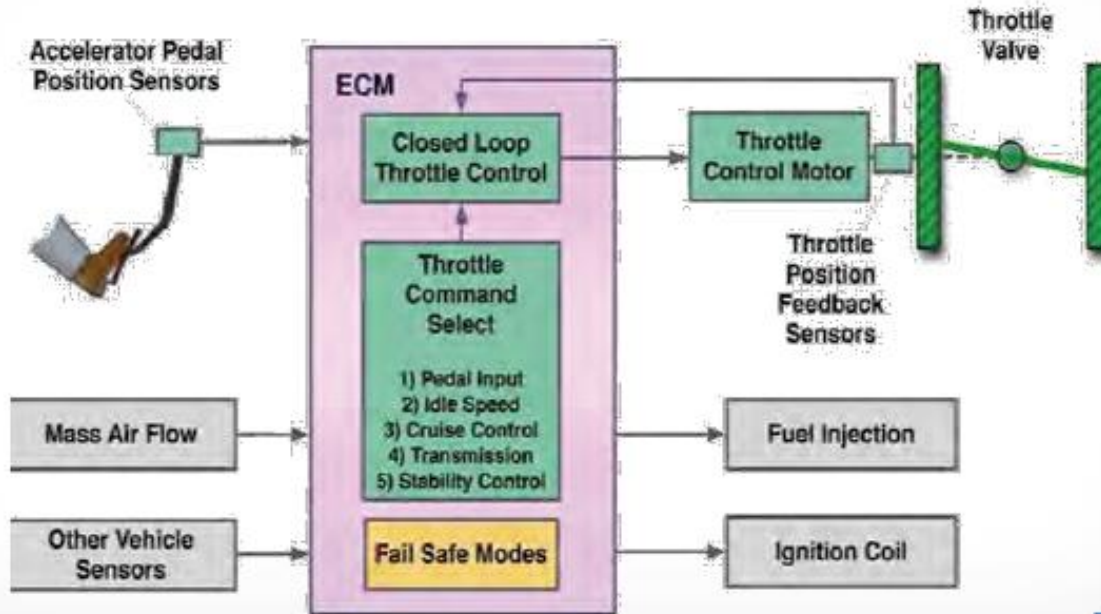 Accelerator Pedal
Position Sensors
ECM
Closed Loop
Throttle Control
Throttle
Control Motor
Throttle
Valve
Throttle
Position
Feedback
Sensors
Throttle
Command
Select
1) Pedal Input
2) Idle Speed
3) Cruise Control
4) Transmission
5) Stability Control
Mass Air Flow
Fuel Injection
Other Vehicle
Sensors
Fail Safe Modes
Ignition Coil